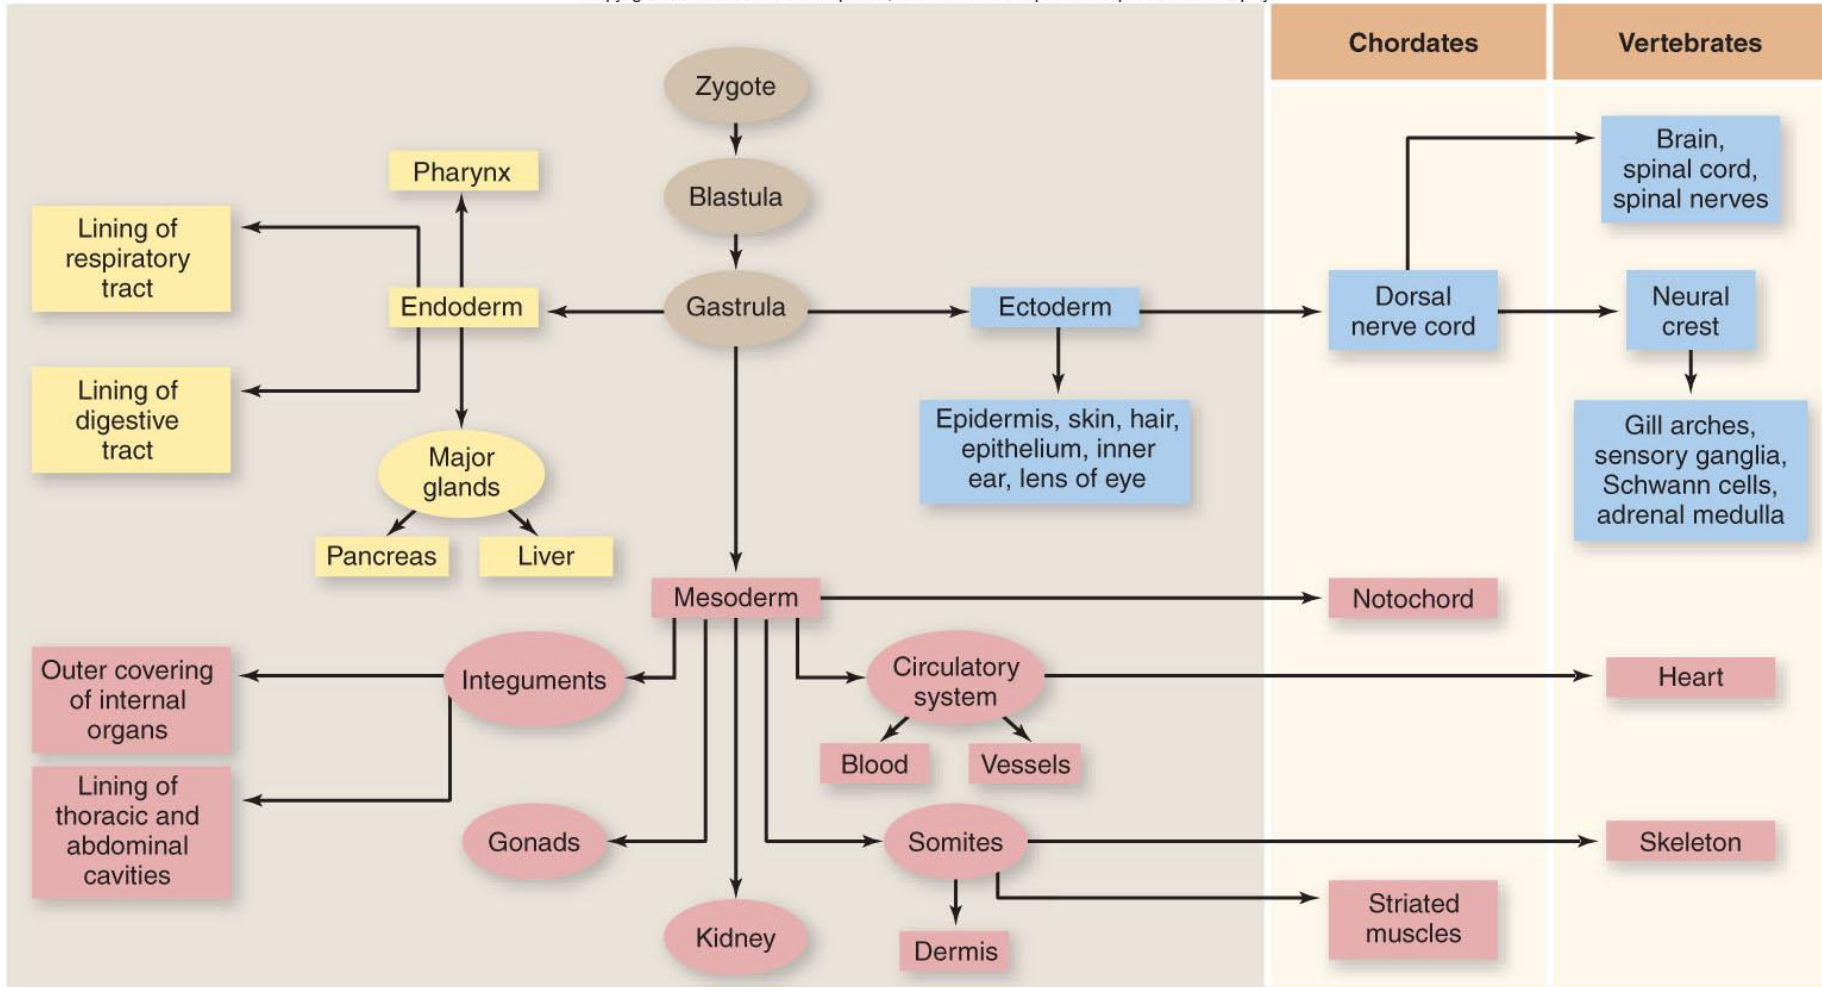 Chordates
Vertebrates
Zygote
Blastula
Gastrula
Pharynx
Lining of
respiratory
tract
Endoderm
Lining of
digestive
tract
Major
glands
Pancreas
Liver
Ectoderm
Epidermis, skin, hair,
epithelium, inner
ear, lens of eye
Dorsal
nerve cord
Brain,
spinal cord,
spinal nerves
Neural
crest
Gill arches,
sensory ganglia,
Schwann cells,
adrenal medulla
Mesoderm
Notochord
Integuments
Outer covering
of internal
organs
Lining of
thoracic and
abdominal
cavities
Gonads
Kidney
Circulatory
system
Blood
Vessels
Heart
Somites
Dermis
Skeleton
Striated
muscles